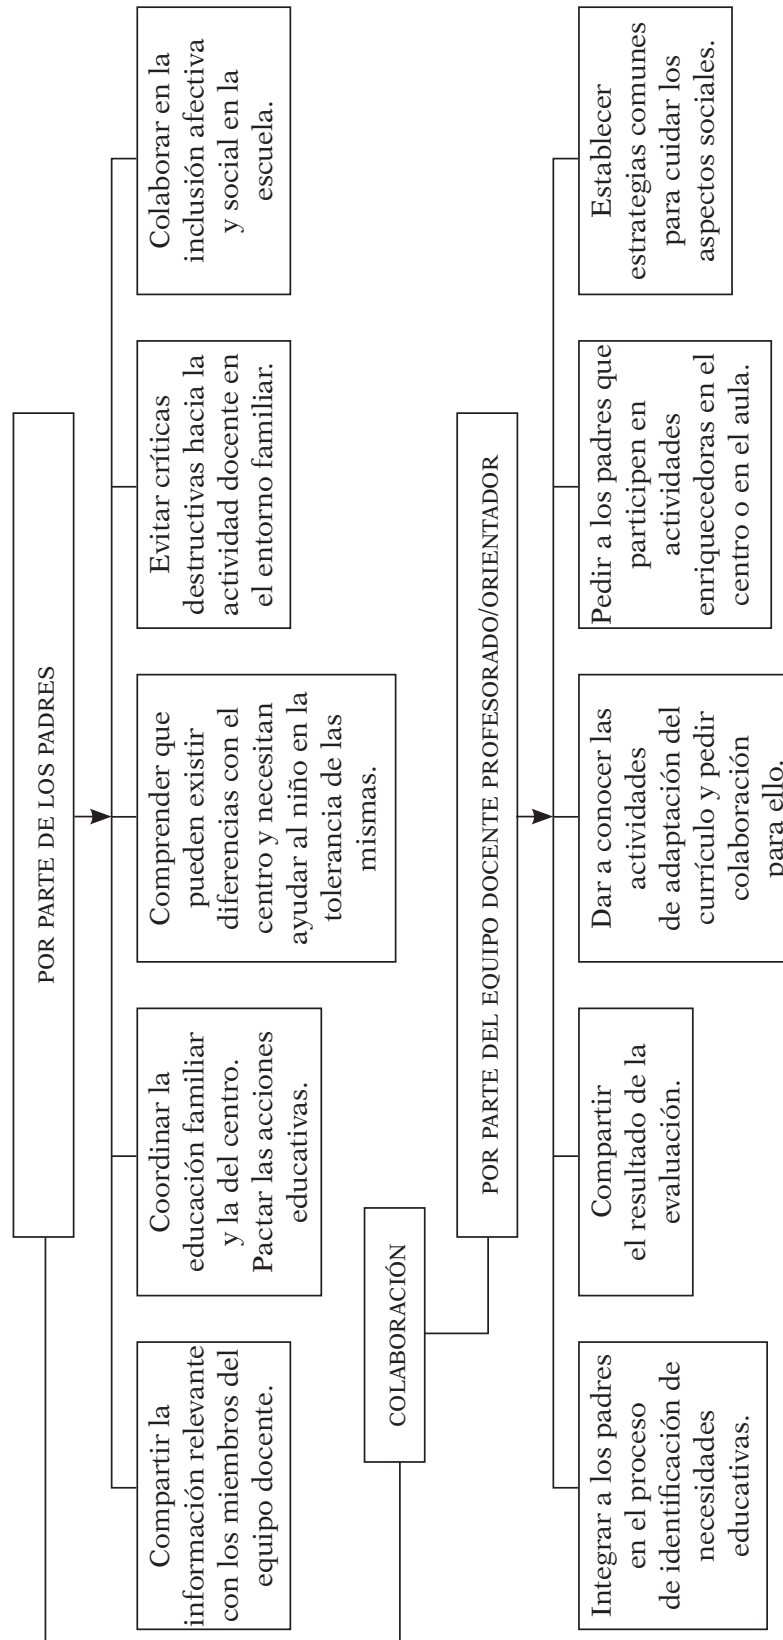 POR PARTE DE LOS PADRES
Compartir la
información relevante
con los miembros del
equipo docente.
Coordinar la
educación familiar
y la del centro.
Pactar las acciones
educativas.
Comprender que
pueden existir
diferencias con el
centro y necesitan
ayudar al niño en la
tolerancia de las
mismas.
Evitar críticas
destructivas hacia la
actividad docente en
el entorno familiar.
Colaborar en la
inclusión afectiva
y social en la
escuela.
COLABORACIÓN
POR PARTE DEL EQUIPO DOCENTE PROFESORADO/ORIENTADOR
Integrar a los padres
en el proceso
de identificación de
necesidades
educativas.
Compartir
el resultado de la
evaluación.
Dar a conocer las
actividades
de adaptación del
currículo y pedir
colaboración
para ello.
Pedir a los padres que
participen en
actividades
enriquecedoras en el
centro o en el aula.
Establecer
estrategias comunes
para cuidar los
aspectos sociales.